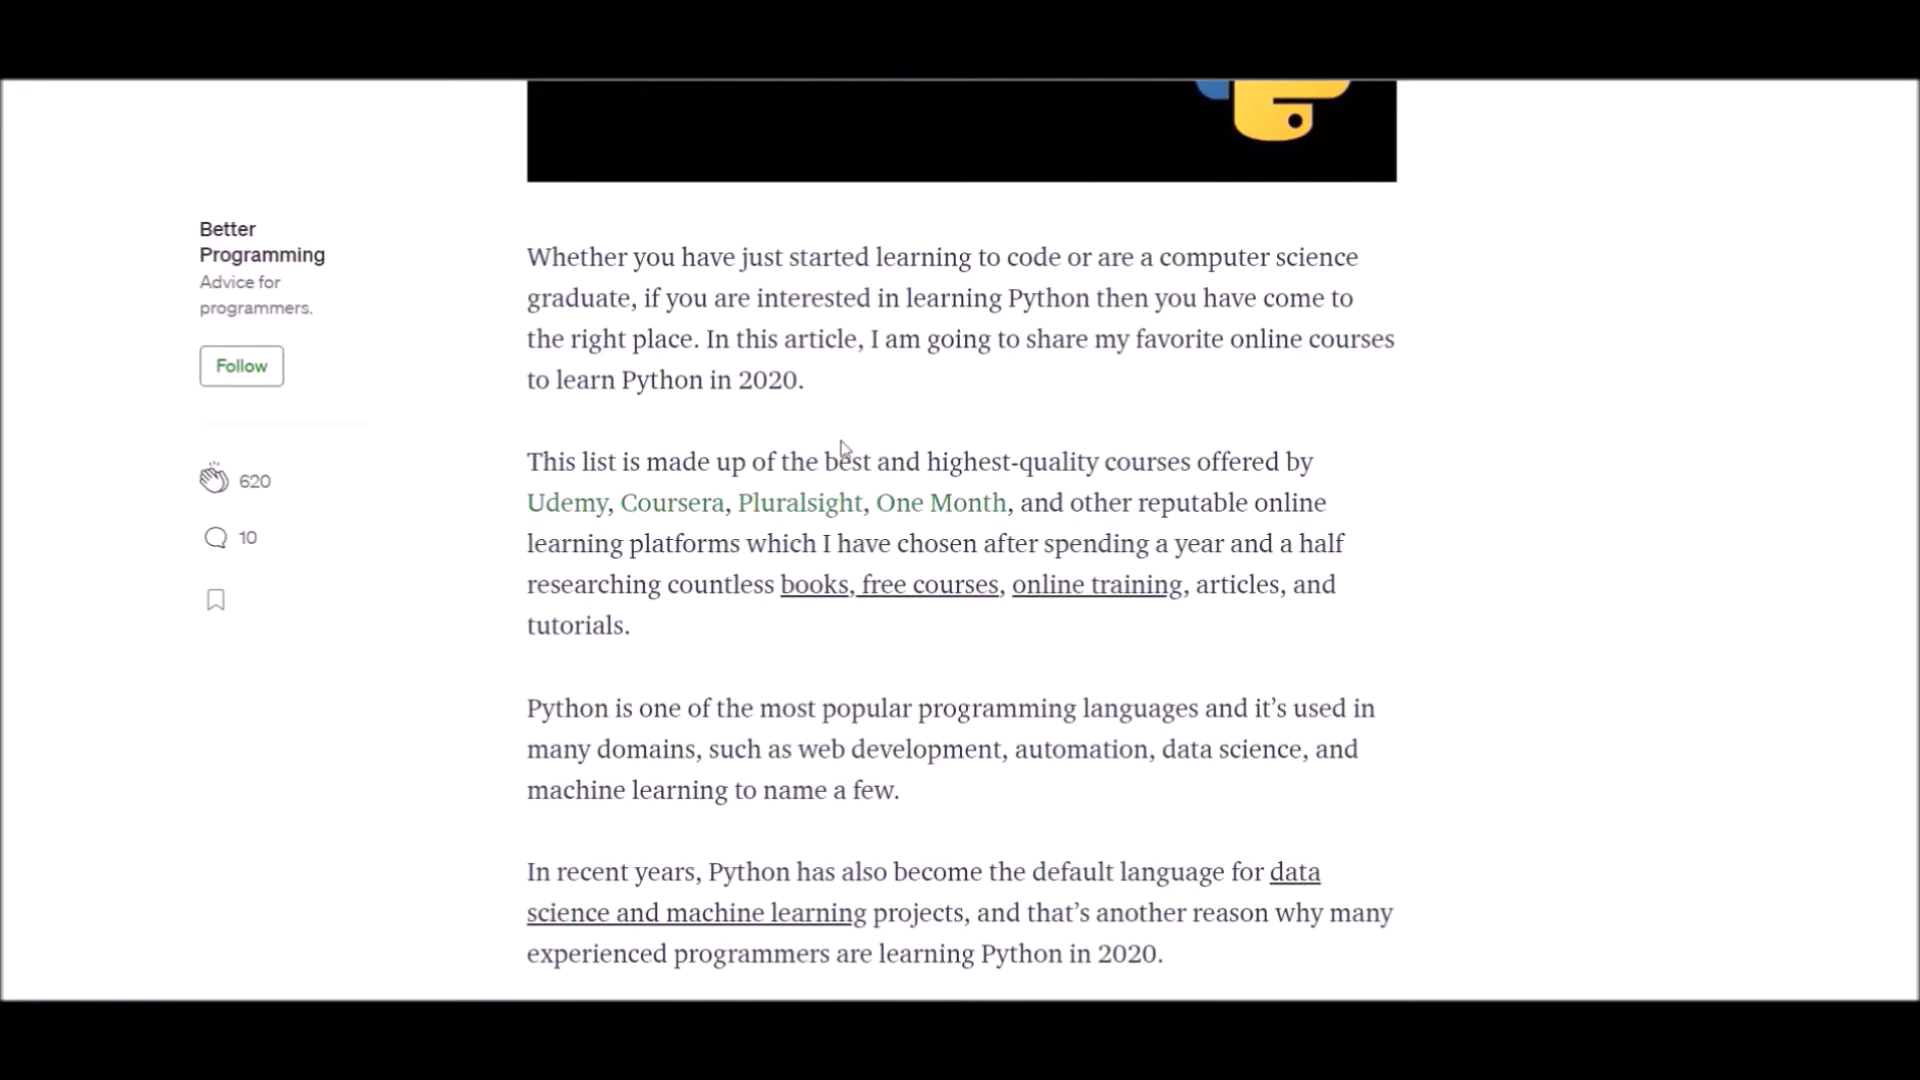 Better
Programming
Advice for
programmers.
Follow
620
10
Whether you have just started learning to code or are a computer science
graduate, if you are interested in learning Python then you have come to
the right place. In this article, I am going to share my favorite online courses
to learn Python in 2020.
This list is made up of the best and highest-quality courses offered by
Udemy, Coursera, Pluralsight, One Month, and other reputable online
learning platforms which I have chosen after spending a year and a half
researching countless books, free courses, online training, articles, and
tutorials.
Python is one of the most popular programming languages and it’s used in
many domains, such as web development, automation, data science, and
machine learning to name a few.
In recent years, Python has also become the default language for data
science and machine learning projects, and that’s another reason why many
experienced programmers are learning Python in 2020.